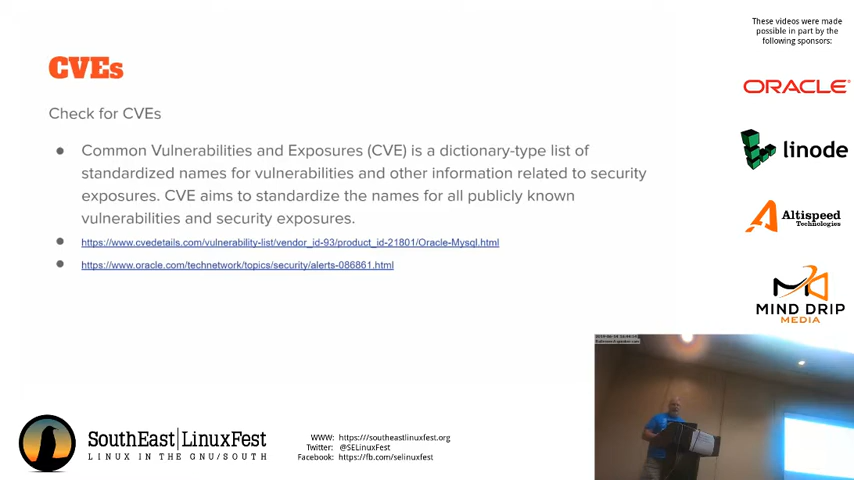 These videos were made
possible in part by the
following sponsors:
CVEs
Check for CVEs
Common Vulnerabilities and Exposures (CVE) is a dictionary-type list of
standardized names for vulnerabilities and other information related to security
exposures. CVE aims to standardize the names for all publicly known
vulnerabilities and security exposures.
https://www.cvedetails.com/vulnerability-list/vendor_id-93/product_id-21801/Oracle-Mysql.html
https://www.oracle.com/technetwork/topics/security/alerts-086861.html
ORACLE
linode
Altispeed
Technologies
MIND DRIP
MEDIA
SouthEast|LinuxFest
LINUX IN THE GNU/SOUTH
WWW: https:///southeastlinuxfest.org
Twitter: @SELinuxFest
Facebook: https://fb.com/selinuxfest